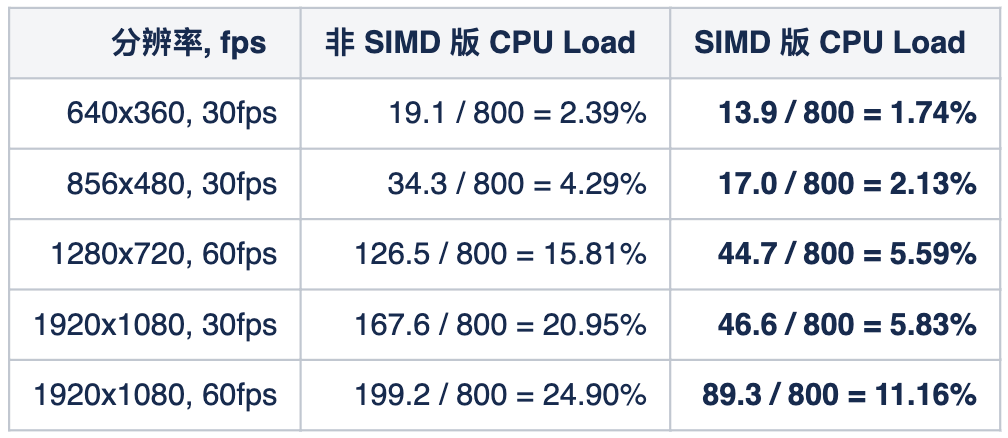 分辨率, fps 非 SIMD 版 CPU Load SIMD 版 CPU Load
640x360, 30fps 19.1 / 800 = 2.39% 13.9 / 800 = 1.74%
856x480, 30fps 34.3 / 800 = 4.29% 17.0 / 800 = 2.13%
1280x720, 60fps 126.5 / 800 = 15.81% 44.7 / 800 = 5.59%
1920x1080, 30fps 167.6 / 800 = 20.95% 46.6 / 800 = 5.83%
1920x1080, 60fps 199.2 / 800 = 24.90% 89.3 / 800 = 11.16%